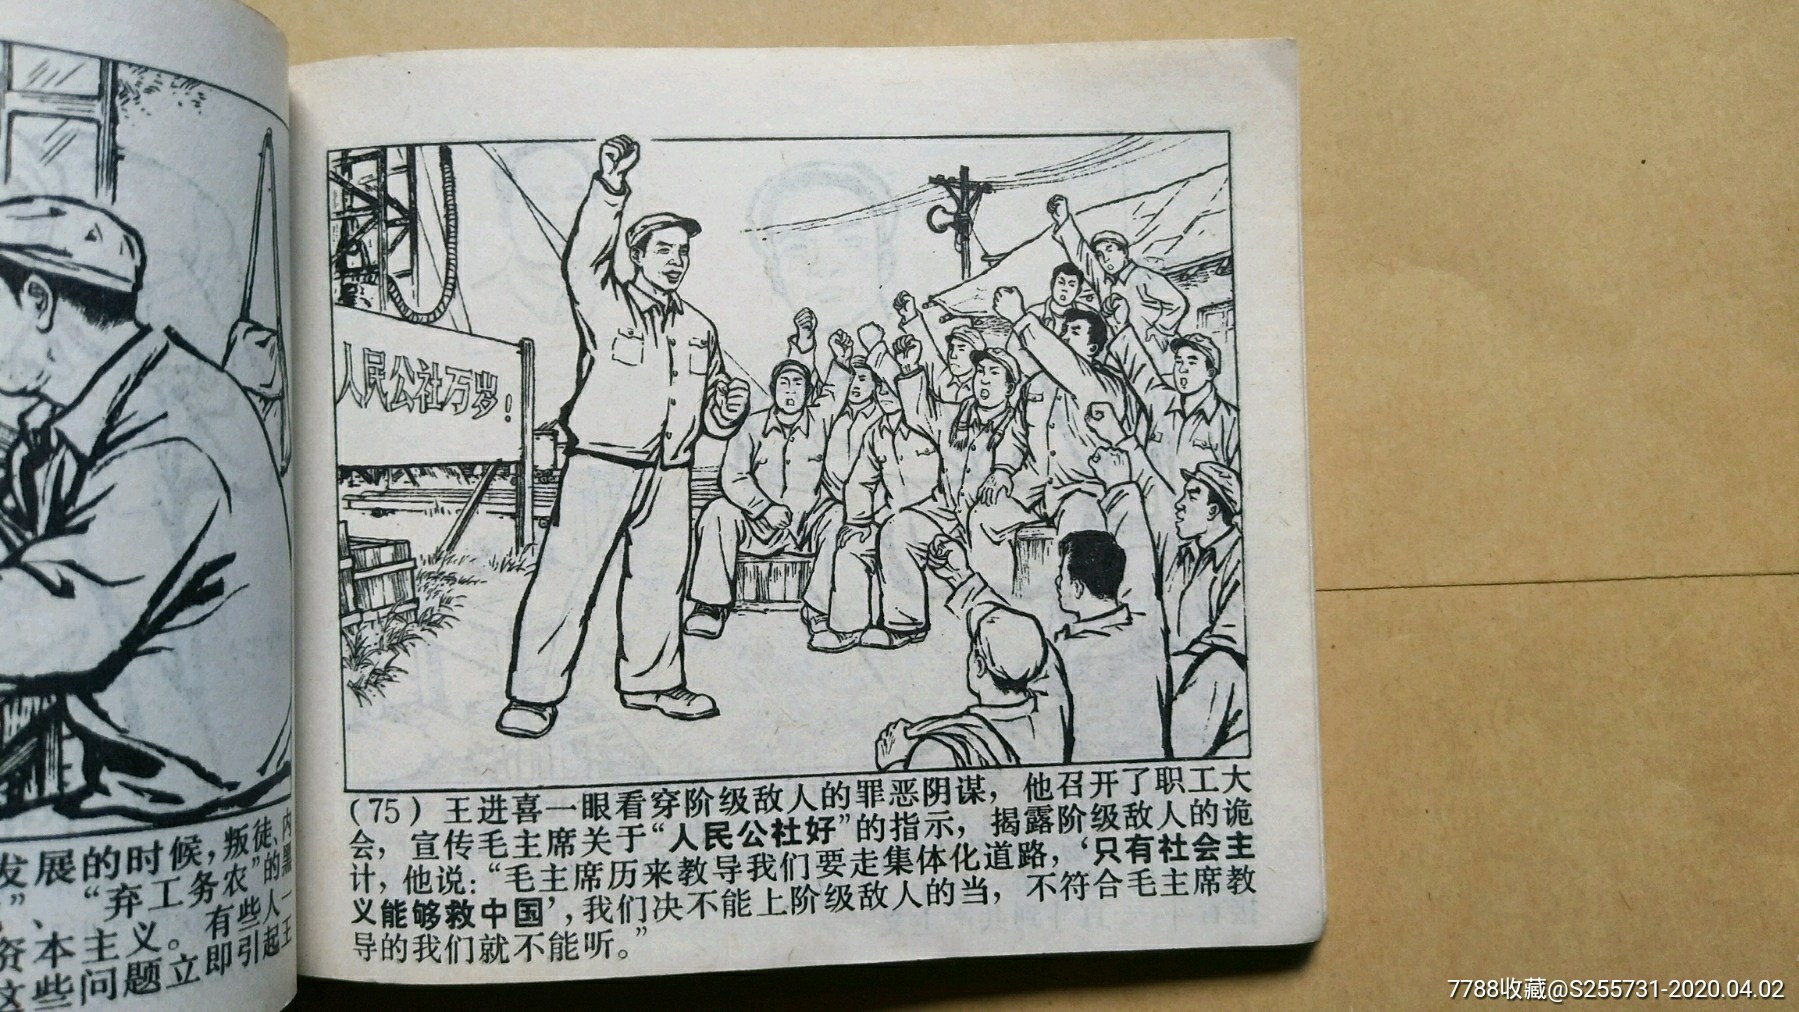 人民公社万岁!
发展的时候,叛徒、内
”、“弃工务农”的黑
资本主义。有些人一
这些问题立即引起王
(75)王进喜一眼看穿阶级敌人的罪恶阴谋,他召开了职工大
会,宣传毛主席关于“人民公社好”的指示,揭露阶级敌人的诡
计,他说:“毛主席历来教导我们要走集体化道路,‘只有社会主
义能够救中国’,我们决不能上阶级敌人的当,不符合毛主席教
导的我们就不能听。”
7788收藏@S255731-2020.04.02